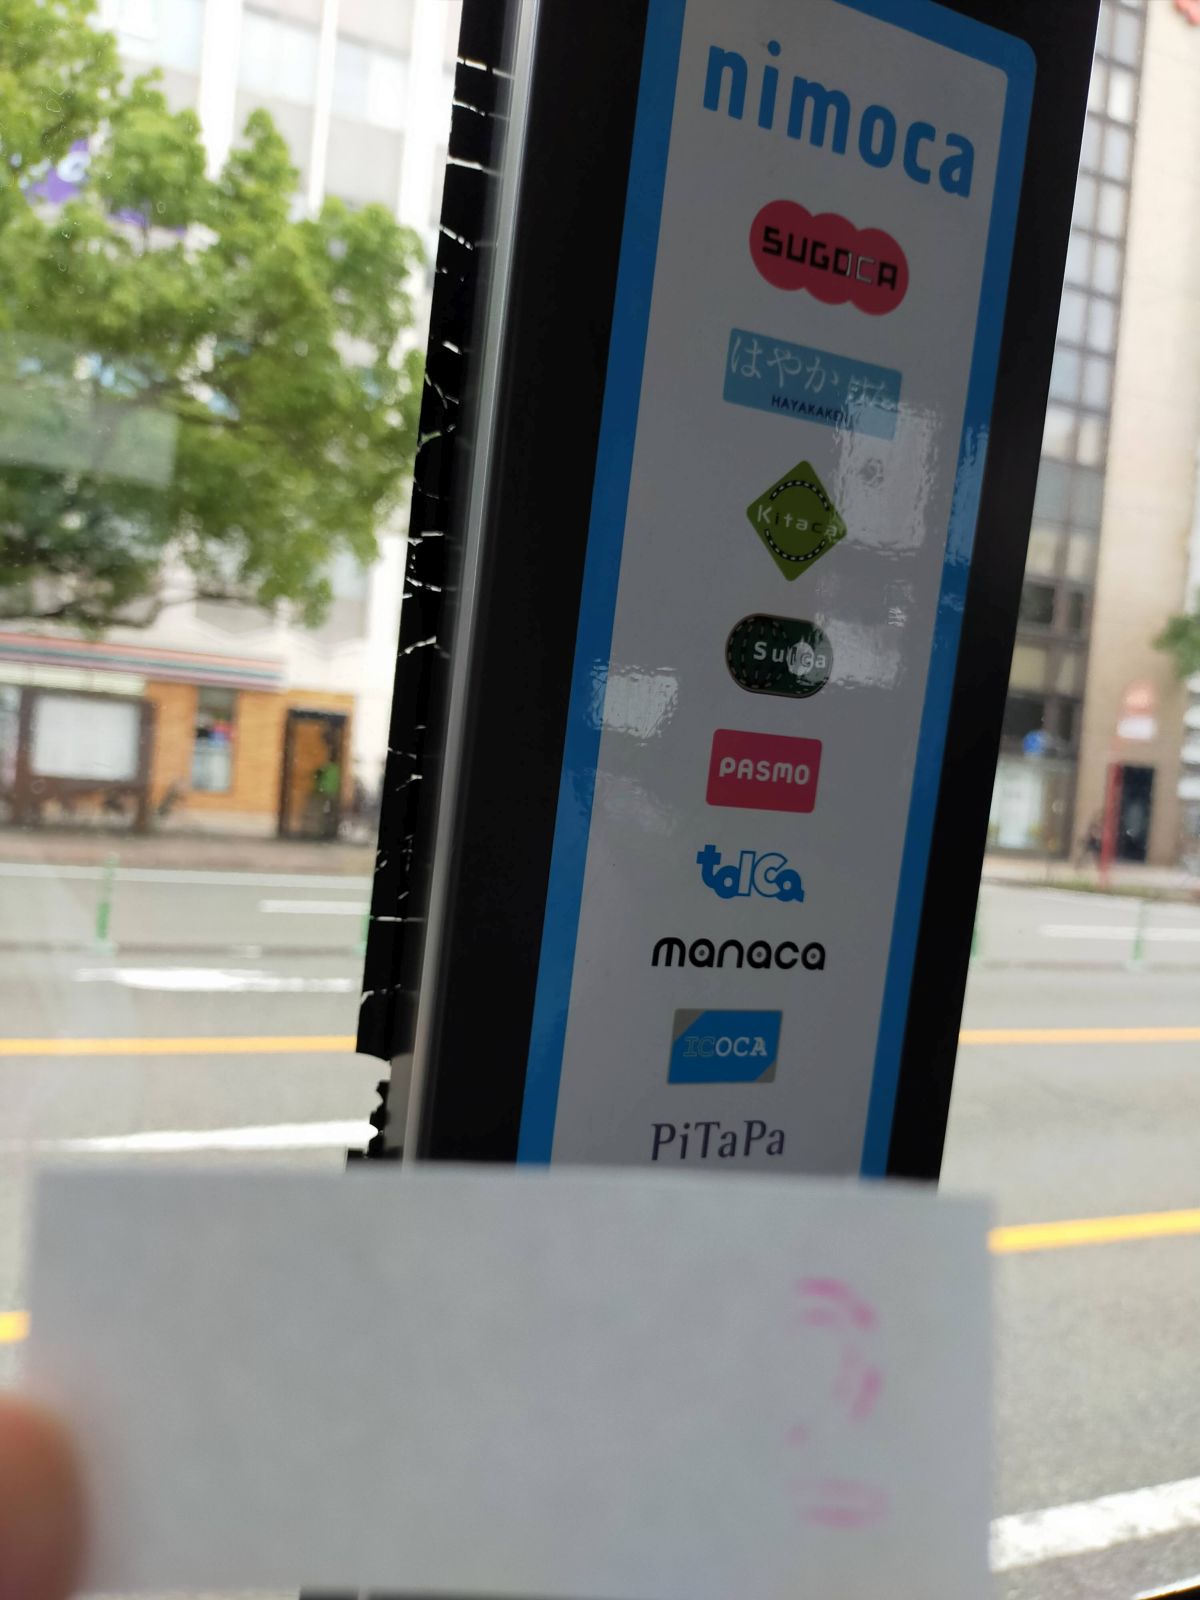 nimoca
SUGOCA
はやかけん
HAYAKAKEN
Kitaca
Suica
PASMO
toICa
manaca
ICOCA
PiTaPa